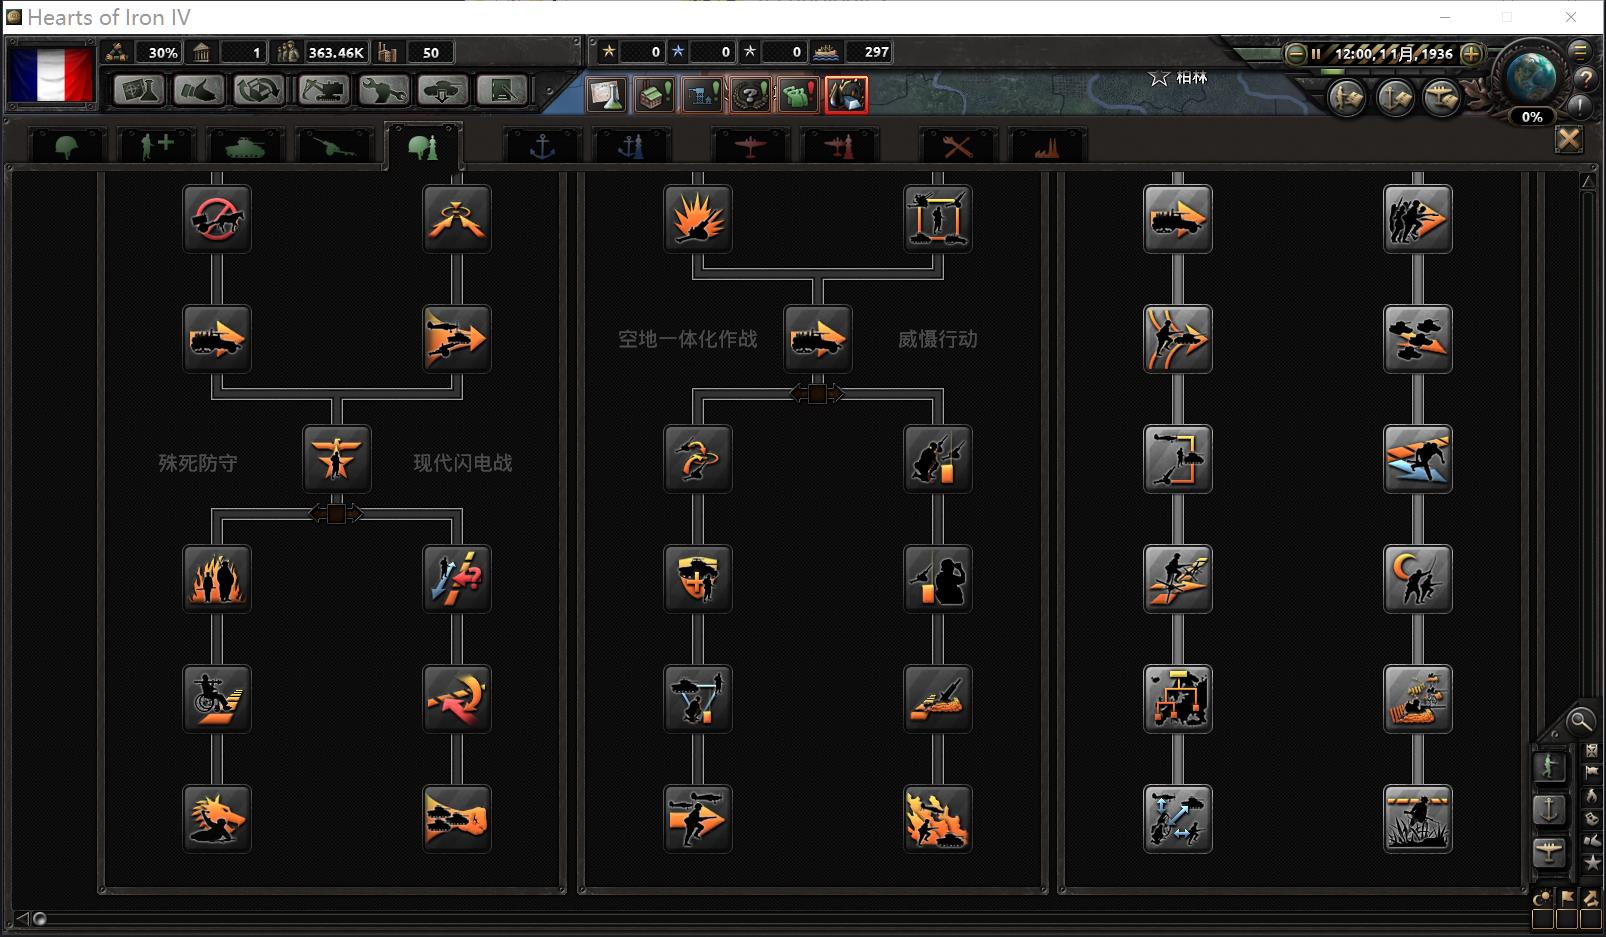 Hearts of Iron IV
30% 1 363.46K 50 0 0 0 297
12:00, 1 1月, 1936
柏林
0%
空地一体化作战
威慑行动
殊死防守
现代闪电战